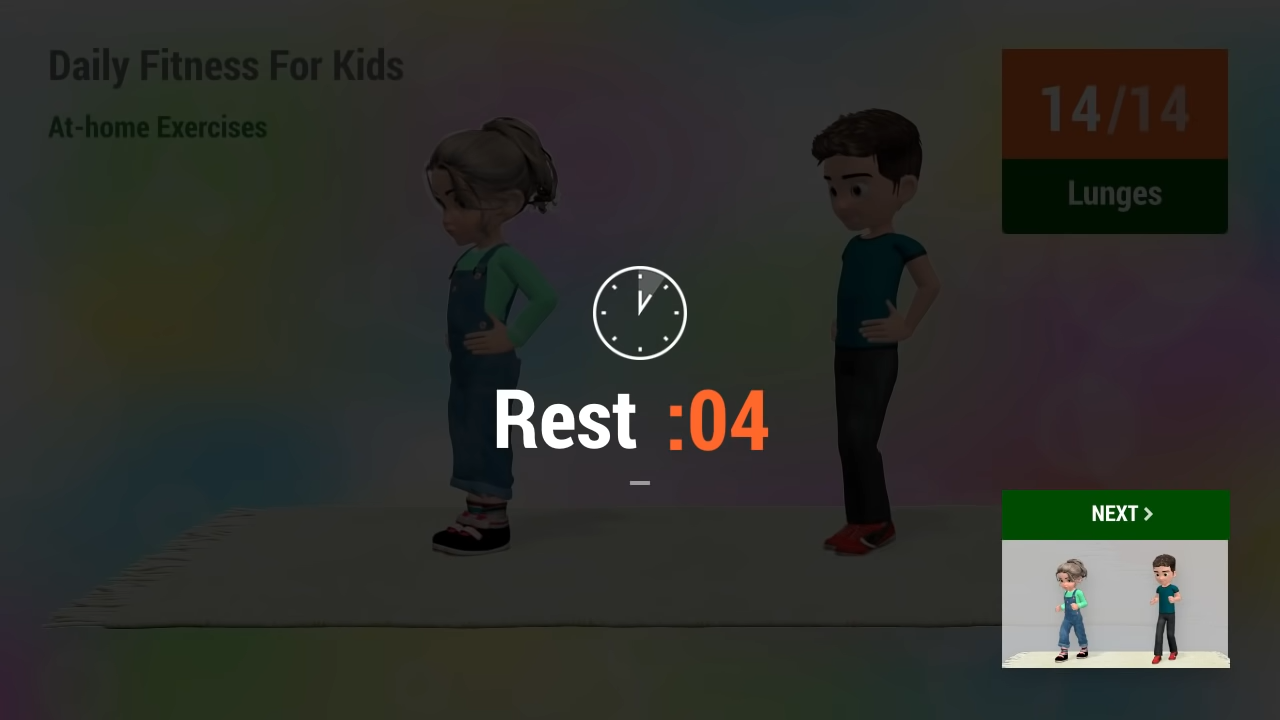 Daily Fitness For Kids
At-home Exercises
14/14
Lunges
Rest :04
NEXT >